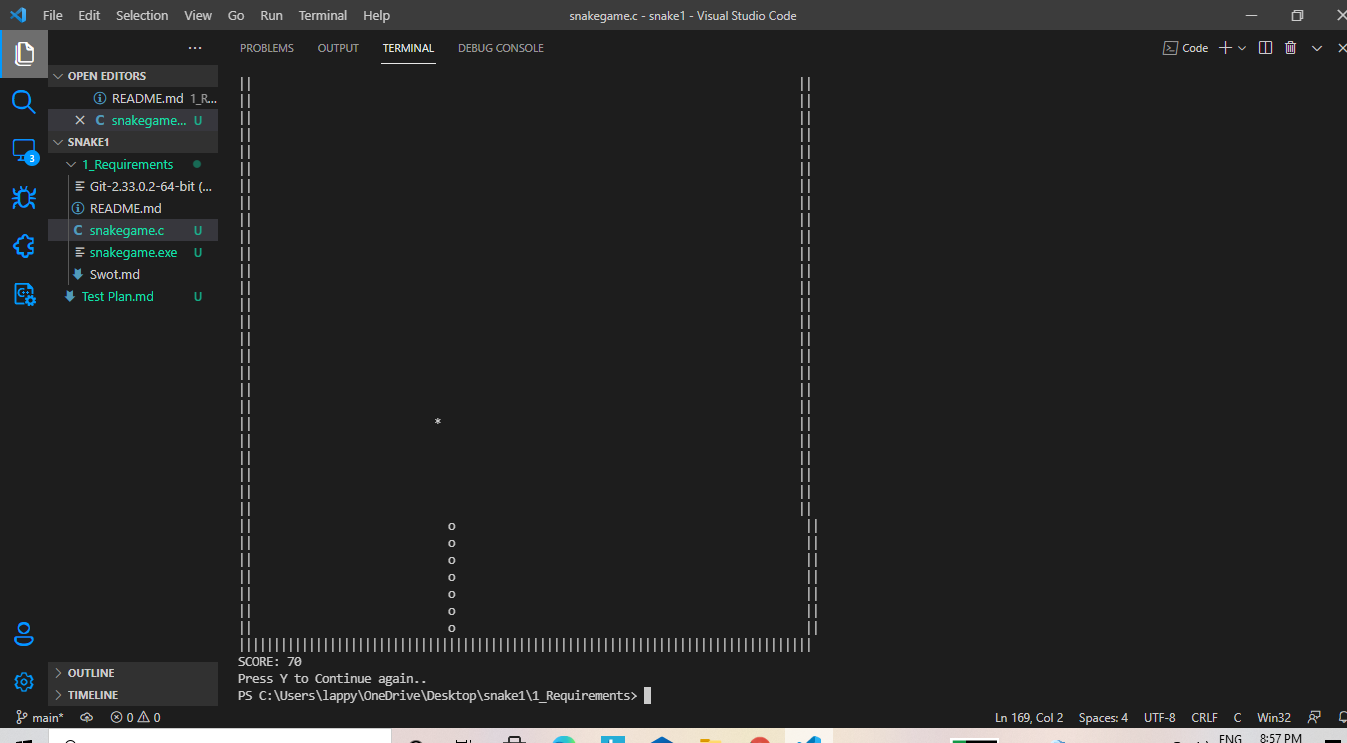 File Edit Selection View Go Run Terminal Help
snakegame.c - snake1 - Visual Studio Code
PROBLEMS OUTPUT TERMINAL DEBUG CONSOLE
Code
OPEN EDITORS
README.md 1_R...
snakegame... U
SNAKE1
1_Requirements
Git-2.33.0.2-64-bit (...
README.md
snakegame.c U
snakegame.exe U
Swot.md
Test Plan.md U
3
*
o
o
o
o
o
o
o
SCORE: 70
Press Y to Continue again..
PS C:\Users\lappy\OneDrive\Desktop\snake1\1_Requirements>
OUTLINE
TIMELINE
main* 0 0
Ln 169, Col 2 Spaces: 4 UTF-8 CRLF C Win32
ENG
8:57 PM